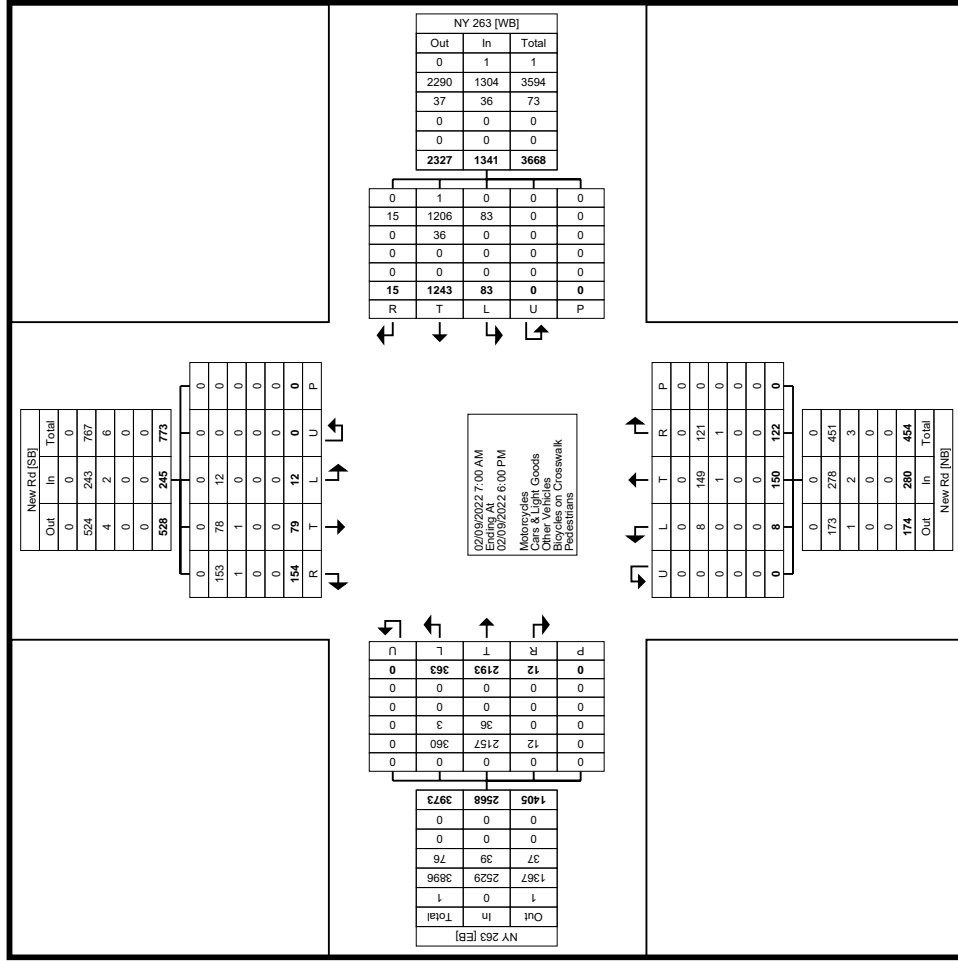 NY 263 [WB]
Out In Total
0 1 1
2290 1304 3594
37 36 73
0 0 0
0 0 0
2327 1341 3668
0 1 0 0 0
15 1206 83 0 0
0 36 0 0 0
0 0 0 0 0
0 0 0 0 0
15 1243 83 0 0
R T L U P
New Rd [SB]
Out In Total
0 0 0
524 243 767
4 2 6
0 0 0
0 0 0
528 245 773
0 0 0 0 0
153 78 12 0 0
1 1 0 0 0
0 0 0 0 0
0 0 0 0 0
154 79 12 0 0
R T L U P
02/09/2022 7:00 AM
Ending At
02/09/2022 6:00 PM
Motorcycles
Cars & Light Goods
Other Vehicles
Bicycles on Crosswalk
Pedestrians
U L T R P
0 0 0 0 0
0 8 149 121 0
0 0 1 1 0
0 0 0 0 0
0 0 0 0 0
0 8 150 122 0
0 0 0
173 278 451
1 2 3
0 0 0
0 0 0
174 280 454
Out In Total
New Rd [NB]
U L T R P
0 363 2193 12 0
0 0 0 0 0
0 0 0 0 0
0 3 36 0 0
0 360 2157 12 0
0 0 0 0 0
3973 2568 1405
0 0 0
0 0 0
76 39 37
3896 2529 1367
1 0 1
Total In Out
NY 263 [EB]